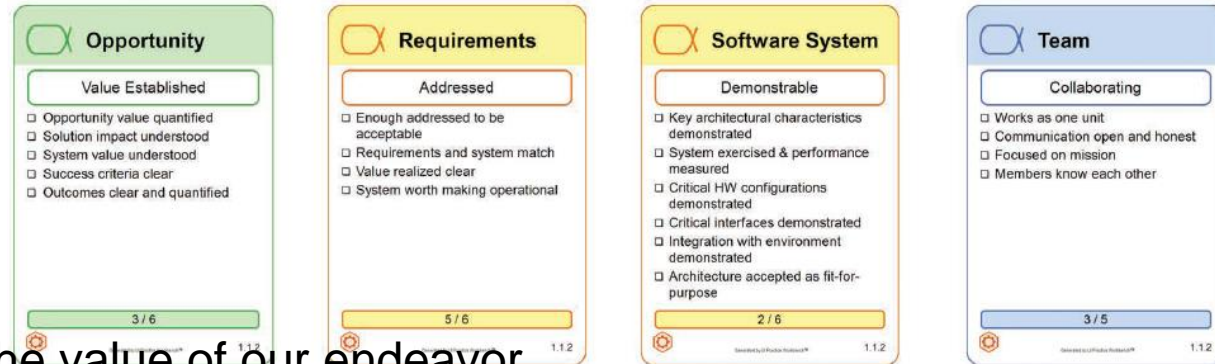 Opportunity
Value Established
Opportunity value quantified
Solution impact understood
System value understood
Success criteria clear
Outcomes clear and quantified
3 / 6
1.1.2
Requirements
Addressed
Enough addressed to be
acceptable
Requirements and system match
Value realized clear
System worth making operational
5 / 6
1.1.2
Software System
Demonstrable
Key architectural characteristics
demonstrated
System exercised & performance
measured
Critical HW configurations
demonstrated
Critical interfaces demonstrated
Integration with environment
demonstrated
Architecture accepted as fit-for-
purpose
2 / 6
1.1.2
Team
Collaborating
Works as one unit
Communication open and honest
Focused on mission
Members know each other
3 / 5
1.1.2
value of our endeavor